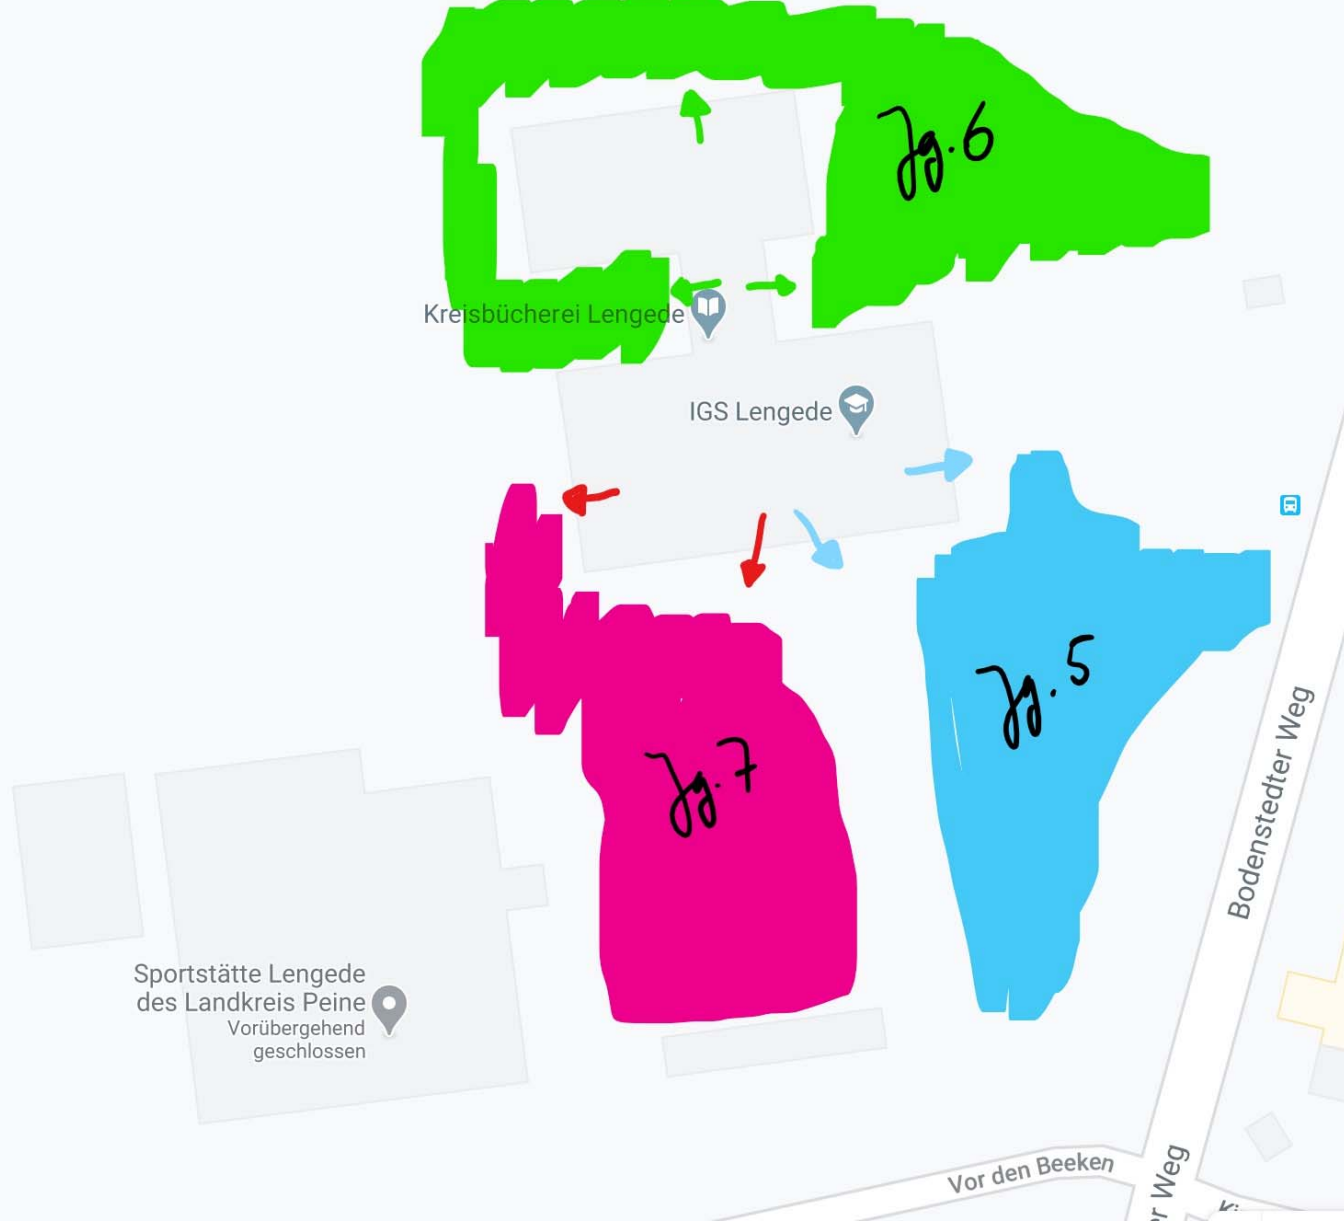 Jg. 6
Kreisbücherei Lengede
IGS Lengede
Jg. 5
Jg. 7
Bodenstedter Weg
Sportstätte Lengede
des Landkreis Peine
Vorübergehend
geschlossen
Vor den Beeken
er Weg